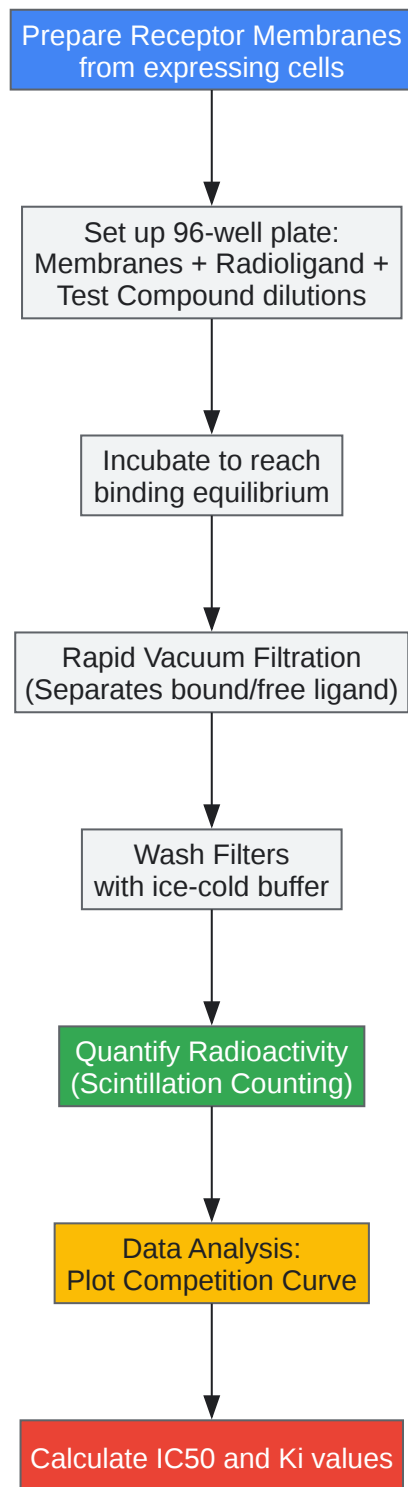 Prepare Receptor Membranes
from expressing cells
Set up 96-well plate:
Membranes + Radioligand +
Test Compound dilutions
Incubate to reach
binding equilibrium
Rapid Vacuum Filtration
(Separates bound/free ligand)
Wash Filters
with ice-cold buffer
Quantify Radioactivity
(Scintillation Counting)
Data Analysis:
Plot Competition Curve
Calculate IC50 and Ki values